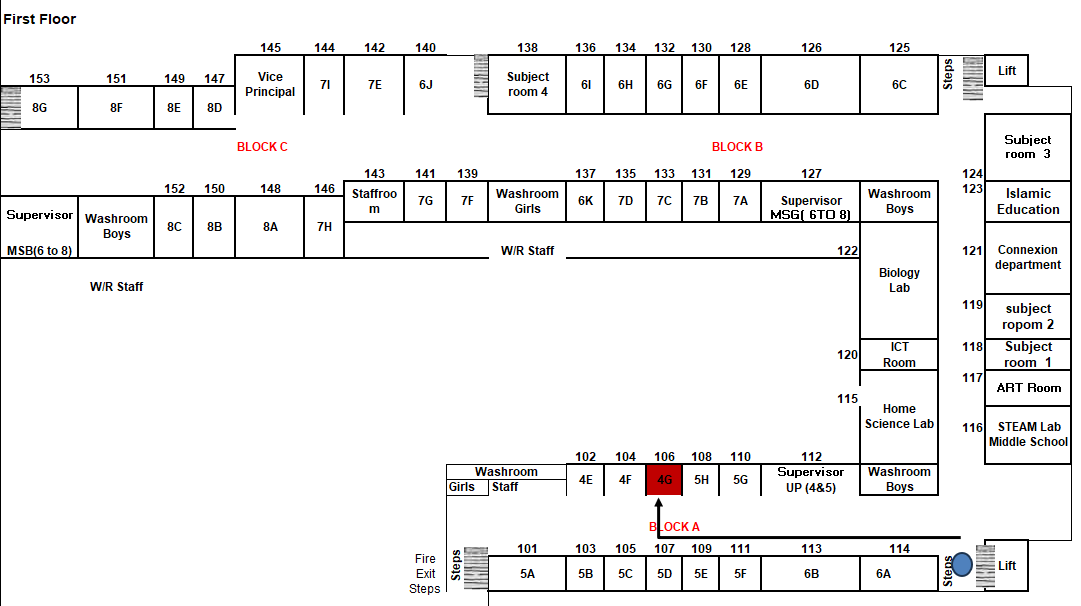 First Floor
145 144 142 140 138 136 134 132 130 128 126 125
Vice
Principal
7I 7E 6J
Subject
room 4
6I 6H 6G 6F 6E 6D 6C
Steps
Lift
153 151 149 147
8G 8F 8E 8D
BLOCK C
BLOCK B
Subject
room 3
124
143 141 139 137 135 133 131 129 127
Staffroo
m
7G 7F
Washroom
Girls
6K 7D 7C 7B 7A
Supervisor
MSG( 6TO 8)
Washroom
Boys
123
Islamic
Education
152 150 148 146
Supervisor
MSB(6 to 8)
Washroom
Boys
8C 8B 8A 7H
W/R Staff
122
Biology
Lab
121
Connexion
department
W/R Staff
119
subject
ropom 2
120
ICT
Room
118
Subject
room 1
117
ART Room
115
Home
Science Lab
116
STEAM Lab
Middle School
102 104 106 108 110 112
Washroom
Girls Staff
4E 4F 4G 5H 5G
Supervisor
UP (4&5)
Washroom
Boys
BLOCK A
101 103 105 107 109 111 113 114
Fire
Exit
Steps
Steps
5A 5B 5C 5D 5E 5F 6B 6A
Steps
Lift